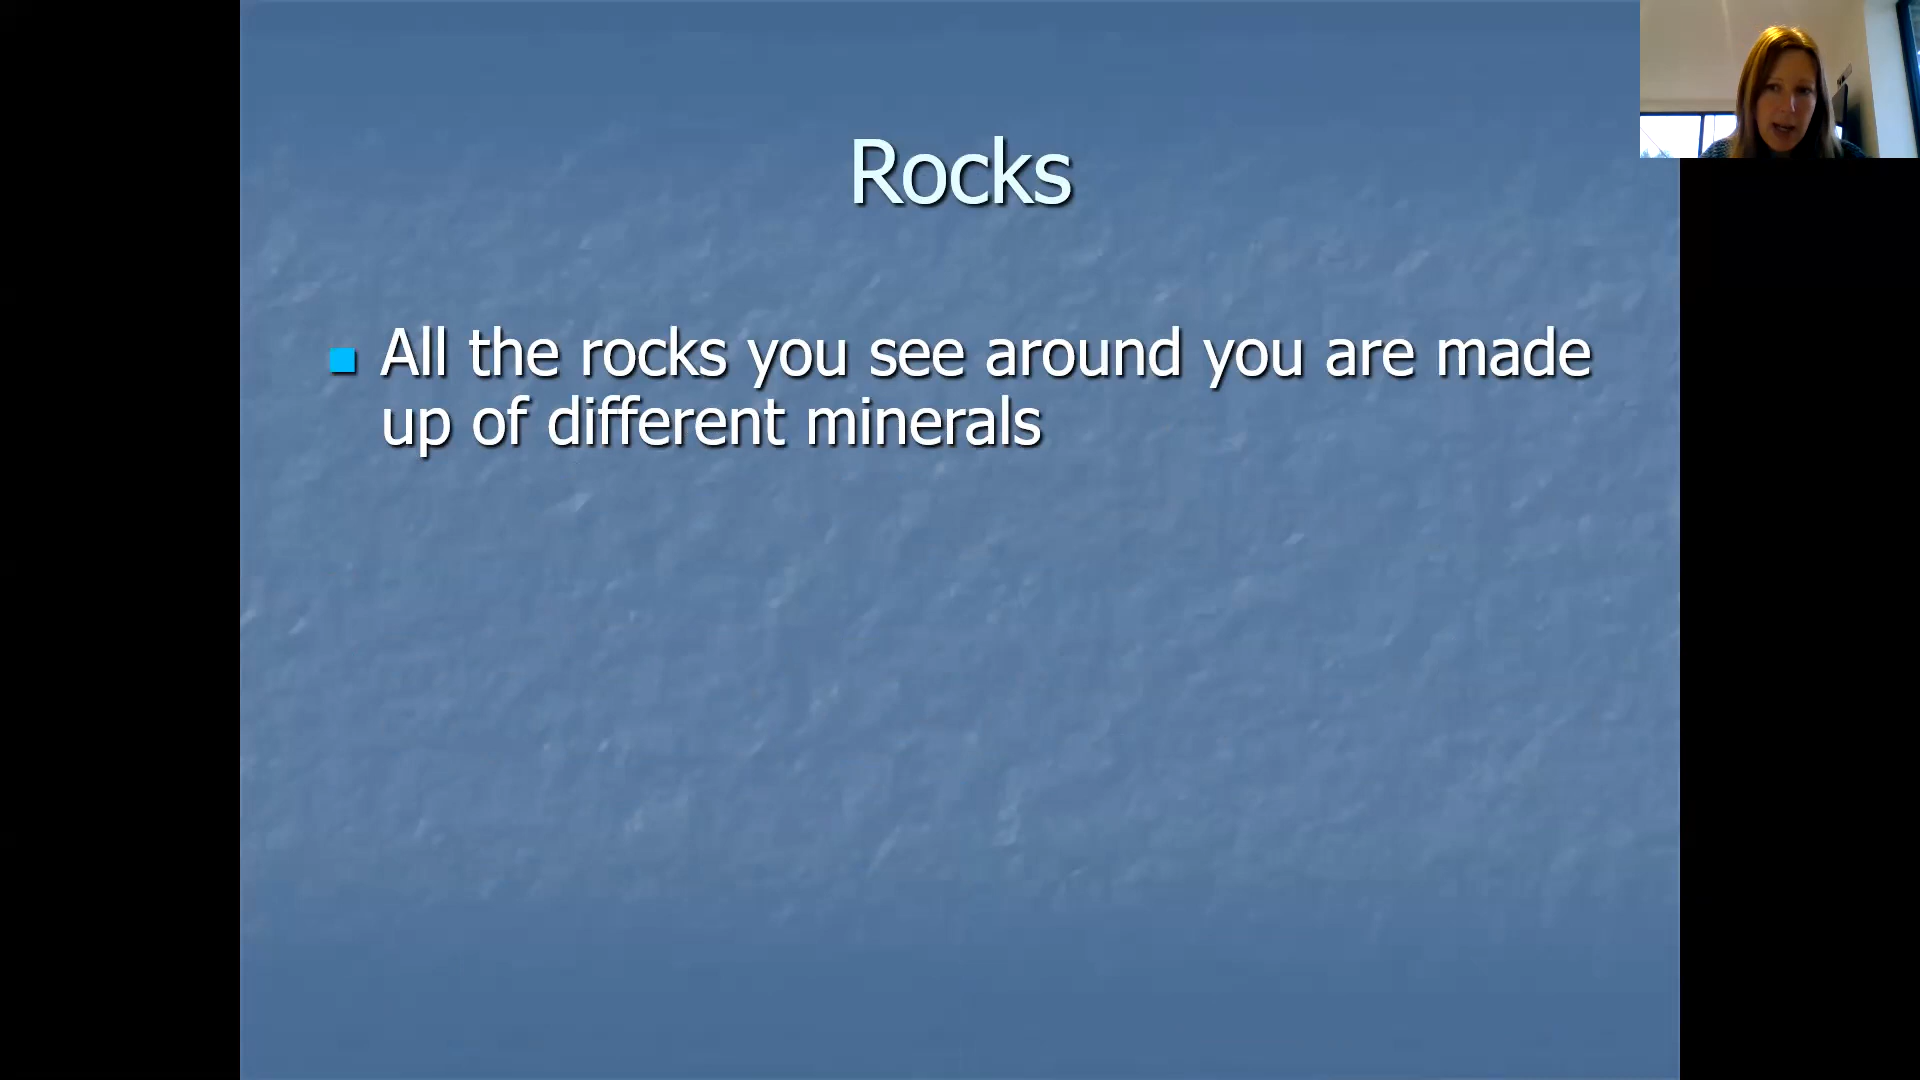 Rocks
All the rocks you see around you are made
up of different minerals